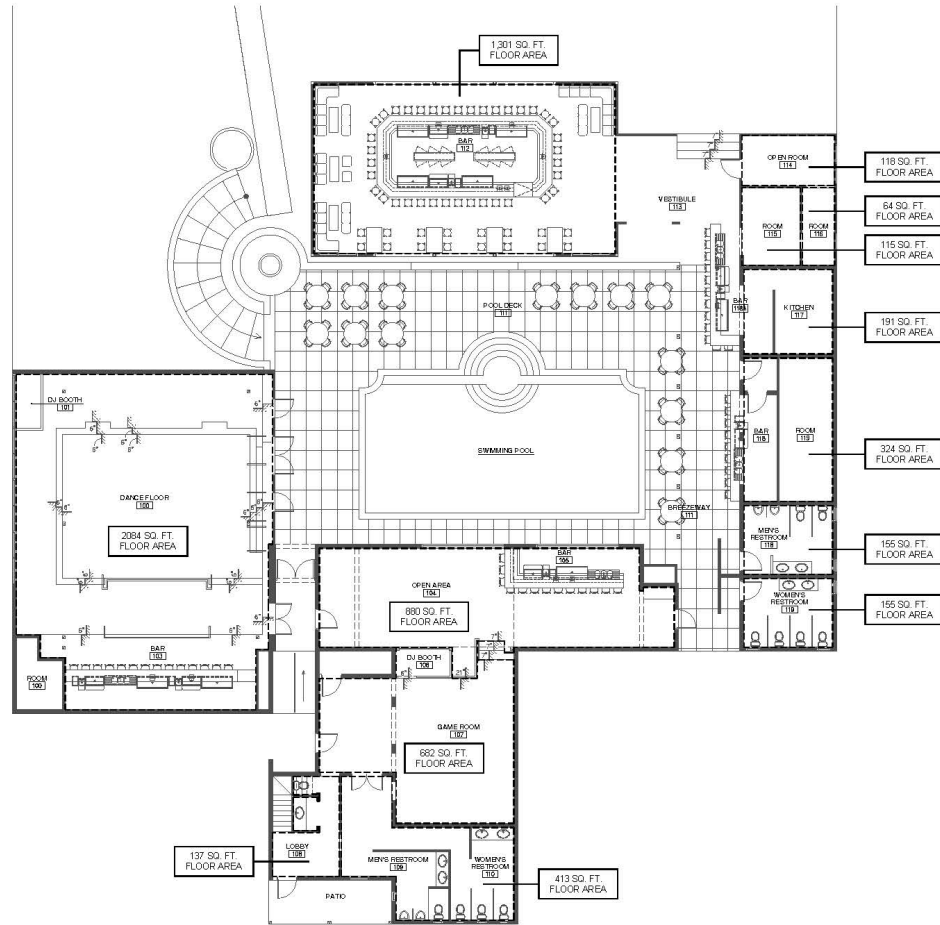 1,301 SQ. FT.
FLOOR AREA
BAR
112
OPEN ROOM
114
118 SQ. FT.
FLOOR AREA
64 SQ. FT.
FLOOR AREA
VESTIBULE
113
ROOM
115
ROOM
116
115 SQ. FT.
FLOOR AREA
POOL DECK
111
BAR
118A
KITCHEN
117
191 SQ. FT.
FLOOR AREA
DJ BOOTH
101
SWIMMING POOL
BAR
118
ROOM
119
324 SQ. FT.
FLOOR AREA
DANCE FLOOR
100
2084 SQ. FT.
FLOOR AREA
BREEZEWAY
111
MEN'S
RESTROOM
118
155 SQ. FT.
FLOOR AREA
BAR
105
OPEN AREA
104
880 SQ. FT.
FLOOR AREA
WOMEN'S
RESTROOM
119
155 SQ. FT.
FLOOR AREA
BAR
103
ROOM
100
DJ BOOTH
106
GAME ROOM
107
682 SQ. FT.
FLOOR AREA
LOBBY
108
137 SQ. FT.
FLOOR AREA
MEN'S RESTROOM
109
WOMEN'S
RESTROOM
110
413 SQ. FT.
FLOOR AREA
PATIO